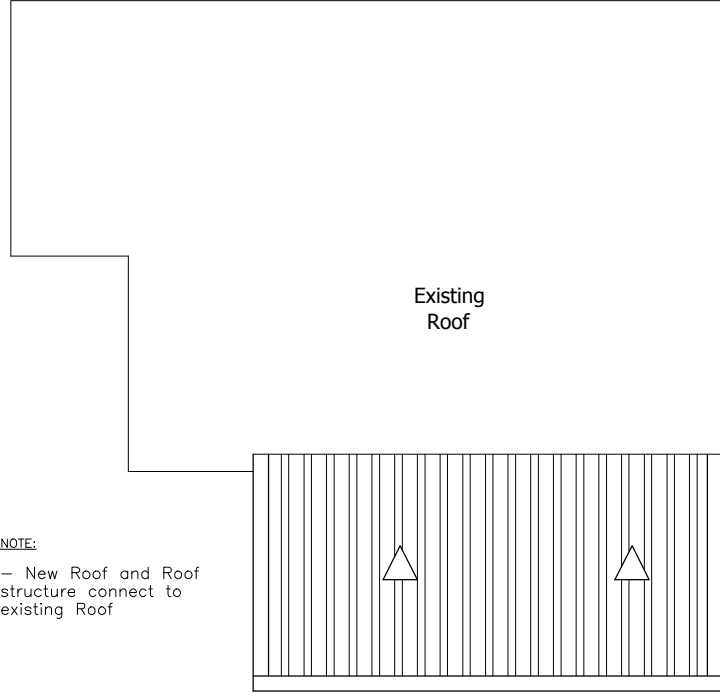 Existing
Roof
NOTE:
– New Roof and Roof
structure connect to
existing Roof